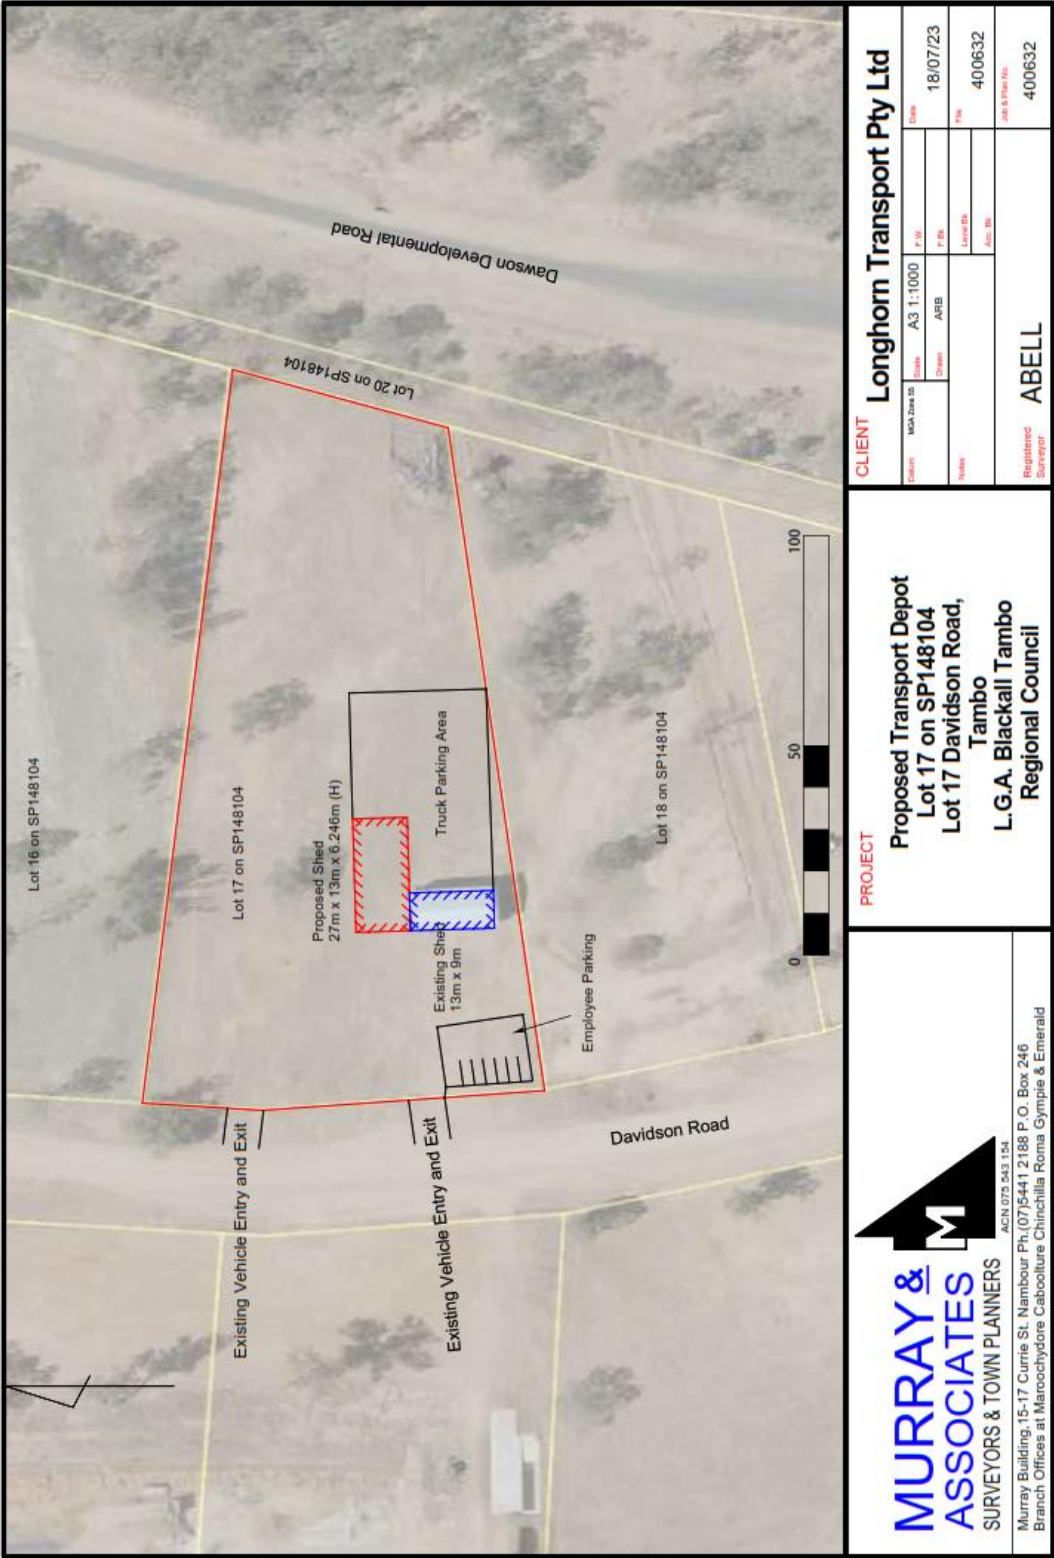 Lot 16 on SP148104
Lot 17 on SP148104
Proposed Shed
27m x 13m x 6.246m (H)
Truck Parking Area
Existing Shed
13m x 9m
Employee Parking
Lot 18 on SP148104
Lot 20 on SP148104
Dawson Developmental Road
Davidson Road
Existing Vehicle Entry and Exit
Existing Vehicle Entry and Exit
0
50
100
MURRAY &
ASSOCIATES
SURVEYORS & TOWN PLANNERS
M
ACN 075 543 154
Murray Building,15-17 Currie St. Nambour Ph.(07)5441 2188 P.O. Box 246
Branch Offices at Maroochydore Caboolture Chinchilla Roma Gympie & Emerald
PROJECT
Proposed Transport Depot
Lot 17 on SP148104
Lot 17 Davidson Road,
Tambo
L.G.A. Blackall Tambo
Regional Council
CLIENT
Longhorn Transport Pty Ltd
Datum MGA Zone 55
Scale A3 1:1000
F.W.
Date 18/07/23
Drawn ARB
F.Bk
Notes
Level Bk
File 400632
Acc. Bk
Registered
Surveyor
ABELL
Job & Plan No.
400632